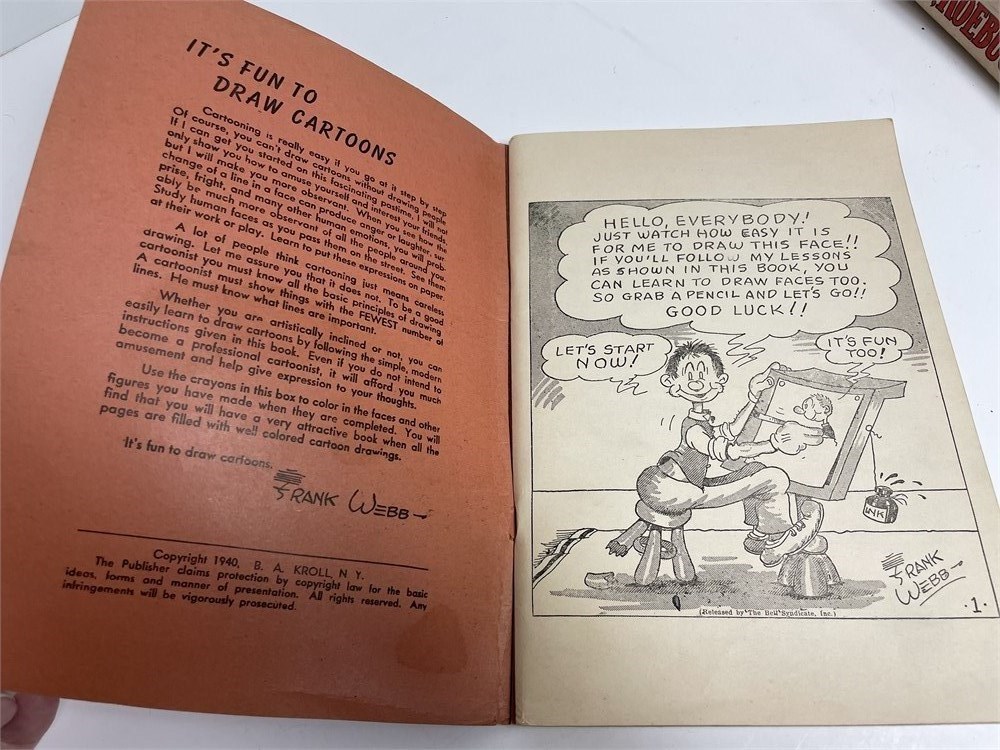 IT'S FUN TO
DRAW CARTOONS
Cartooning is really easy if you go at it step by step.
Of course, you can't draw cartoons without drawing people.
If I can get you started on this fascinating pastime, I will not
only show you how to amuse yourself and interest your friends,
but I will make you more observant. When you see how the
change of a line in a face can produce anger or laughter, sur-
prise, fright, and many other human emotions, you will prob-
ably be much more observant of all the people around you.
Study human faces as you pass them on the street. See them
at their work or play. Learn to put these expressions on paper.
A lot of people think cartooning just means careless
drawing. Let me assure you that it does not. To be a good
cartoonist you must know all the basic principles of drawing
A cartoonist must show things with the FEWEST number of
lines. He must know what lines are important.
Whether you are artistically inclined or not, you can
easily learn to draw cartoons by following the simple, modern
instructions given in this book. Even if you do not intend to
become a professional cartoonist, it will afford you much
amusement and help give expression to your thoughts.
Use the crayons in this box to color in the faces and other
figures you have made when they are completed. You will
find that you will have a very attractive book when all the
pages are filled with well colored cartoon drawings.
It's fun to draw cartoons.
FRANK WEBB
Copyright 1940, B. A. KROLL, N. Y.
The Publisher claims protection by copyright law for the basic
ideas, forms and manner of presentation. All rights reserved. Any
infringements will be vigorously prosecuted.
HELLO, EVERYBODY!
JUST WATCH HOW EASY IT IS
FOR ME TO DRAW THIS FACE!!
IF YOU'LL FOLLOW MY LESSONS
AS SHOWN IN THIS BOOK, YOU
CAN LEARN TO DRAW FACES TOO.
SO GRAB A PENCIL AND LET'S GO!!
GOOD LUCK!!
LET'S START
NOW!
IT'S FUN
TOO!
INK
FRANK
WEBB
(Released by The Bell Syndicate, Inc.)
·1·